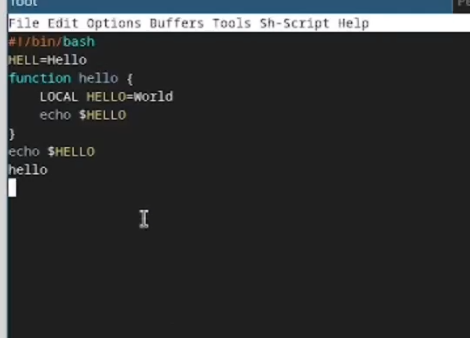 File Edit Options Buffers Tools Sh-Script Help
#!/bin/bash
HELL=Hello
function hello {
    LOCAL HELLO=World
    echo $HELLO
}
echo $HELLO
hello